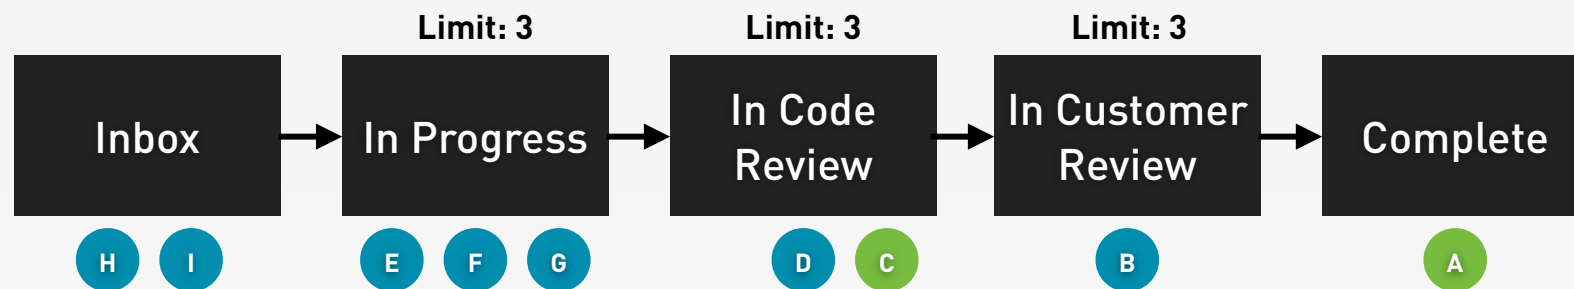 Limit: 3
Limit: 3
Limit: 3
Inbox
In Progress
In Code
Review
In Customer
Review
Complete
H
I
E
F
G
D
C
B
A